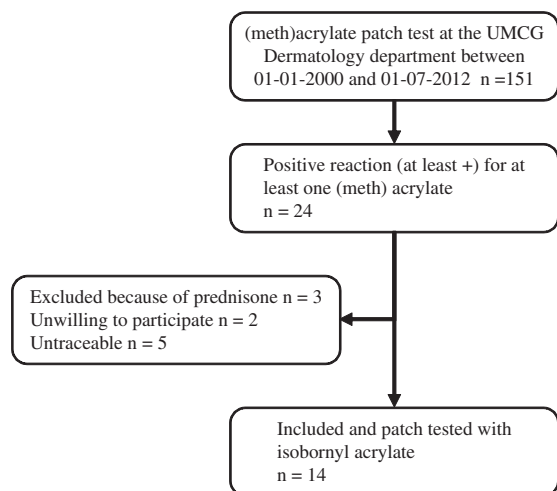 (meth)acrylate patch test at the UMCG
Dermatology department between
01-01-2000 and 01-07-2012 n =151
Positive reaction (at least +) for at
least one (meth) acrylate
n = 24
Excluded because of prednisone n = 3
Unwilling to participate n = 2
Untraceable n = 5
Included and patch tested with
isobornyl acrylate
n = 14